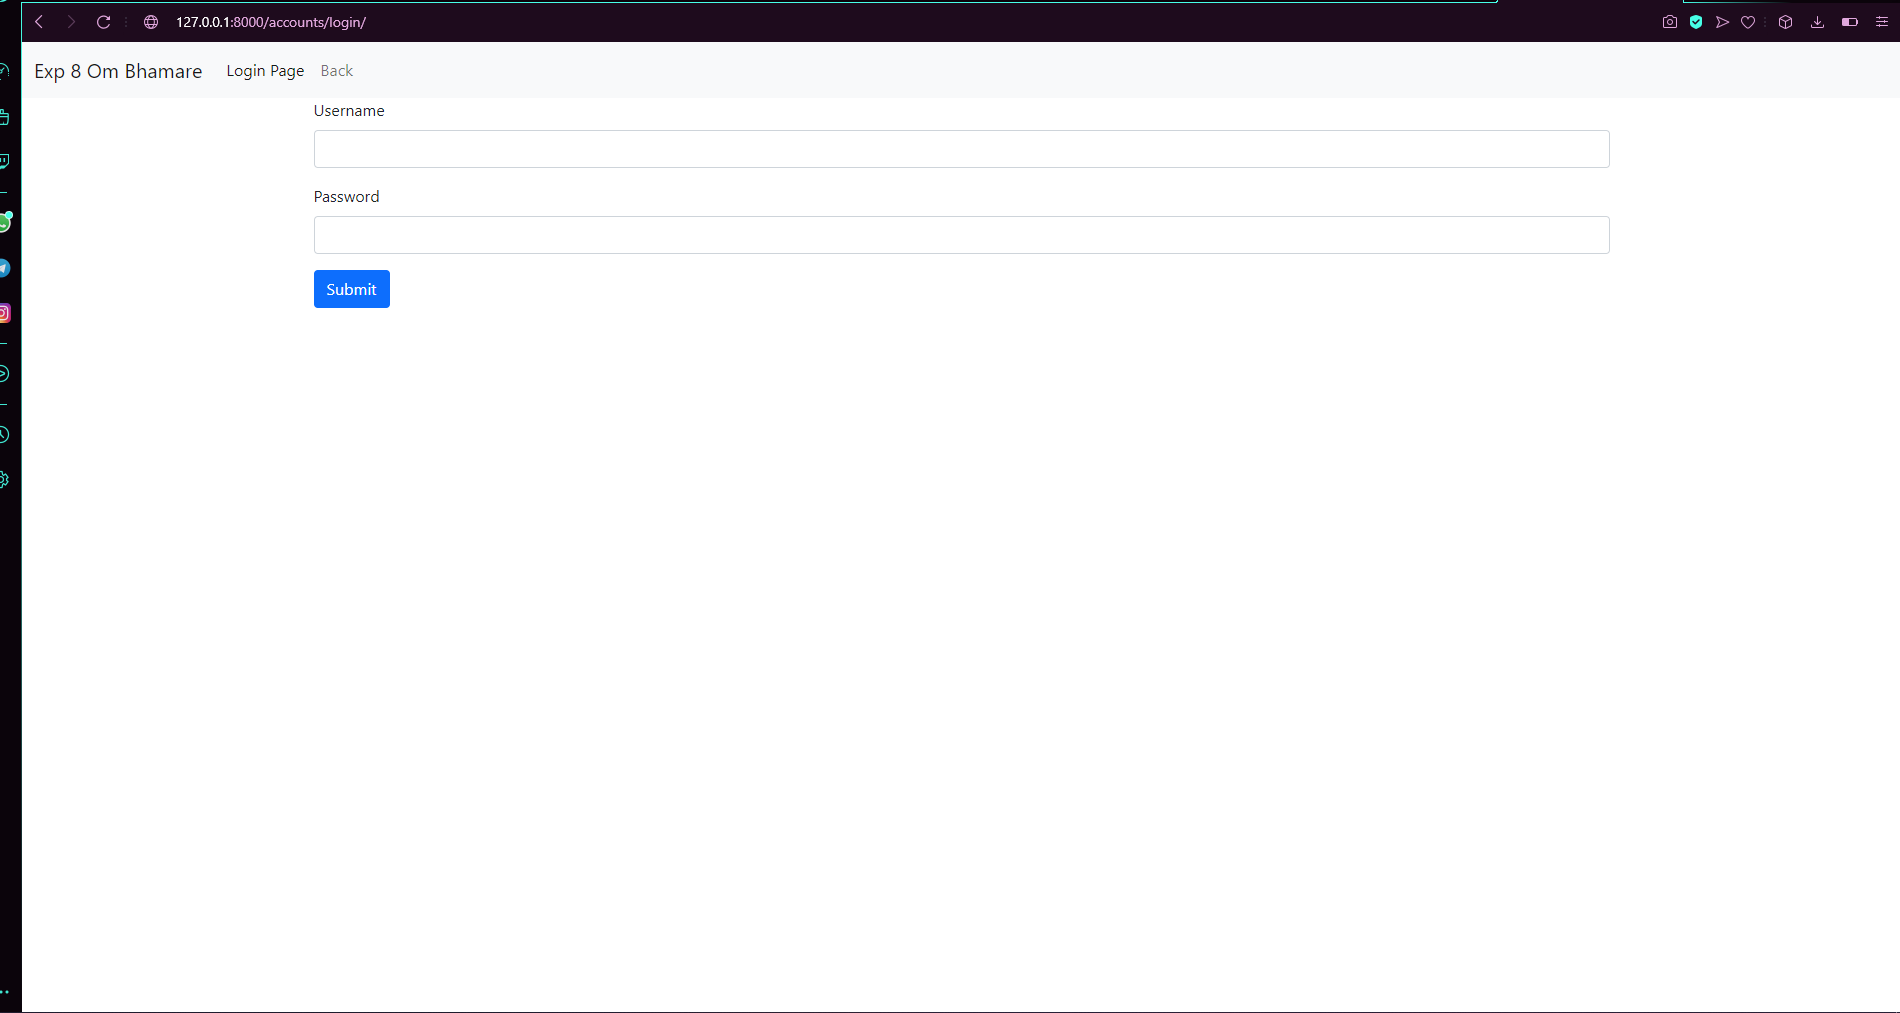 127.0.0.1:8000/accounts/login/
Exp 8 Om Bhamare Login Page Back
Username
Password
Submit